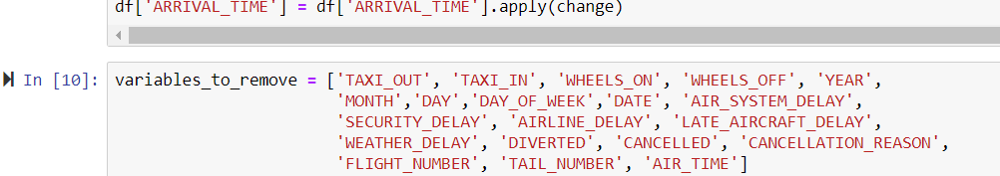 df['ARRIVAL_TIME'] = df['ARRIVAL_TIME'].apply(change)
In [10]: variables_to_remove = ['TAXI_OUT', 'TAXI_IN', 'WHEELS_ON', 'WHEELS_OFF', 'YEAR',
'MONTH','DAY','DAY_OF_WEEK','DATE', 'AIR_SYSTEM_DELAY',
'SECURITY_DELAY', 'AIRLINE_DELAY', 'LATE_AIRCRAFT_DELAY',
'WEATHER_DELAY', 'DIVERTED', 'CANCELLED', 'CANCELLATION_REASON',
'FLIGHT_NUMBER', 'TAIL_NUMBER', 'AIR_TIME']